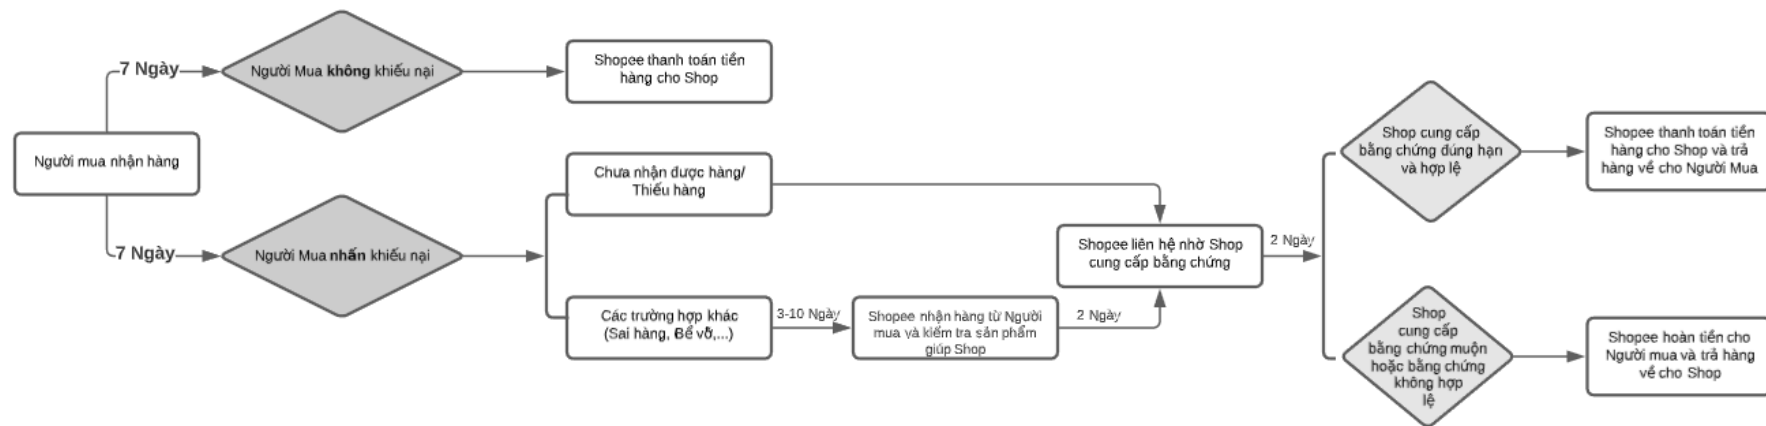 7 Ngày
Người Mua không khiếu nại
Shopee thanh toán tiền
hàng cho Shop
Người mua nhận hàng
7 Ngày
Người Mua nhấn khiếu nại
Chưa nhận được hàng/
Thiếu hàng
Các trường hợp khác
(Sai hàng, Bể vỡ,...)
3-10 Ngày
Shopee nhận hàng từ Người
mua và kiểm tra sản phẩm
giúp Shop
2 Ngày
Shopee liên hệ nhờ Shop
cung cấp bằng chứng
2 Ngày
Shop cung cấp
bằng chứng đúng hạn
và hợp lệ
Shopee thanh toán tiền
hàng cho Shop và trả
hàng về cho Người Mua
Shop
cung cấp
bằng chứng muộn
hoặc bằng chứng
không hợp
lệ
Shopee hoàn tiền cho
Người mua và trả hàng
về cho Shop